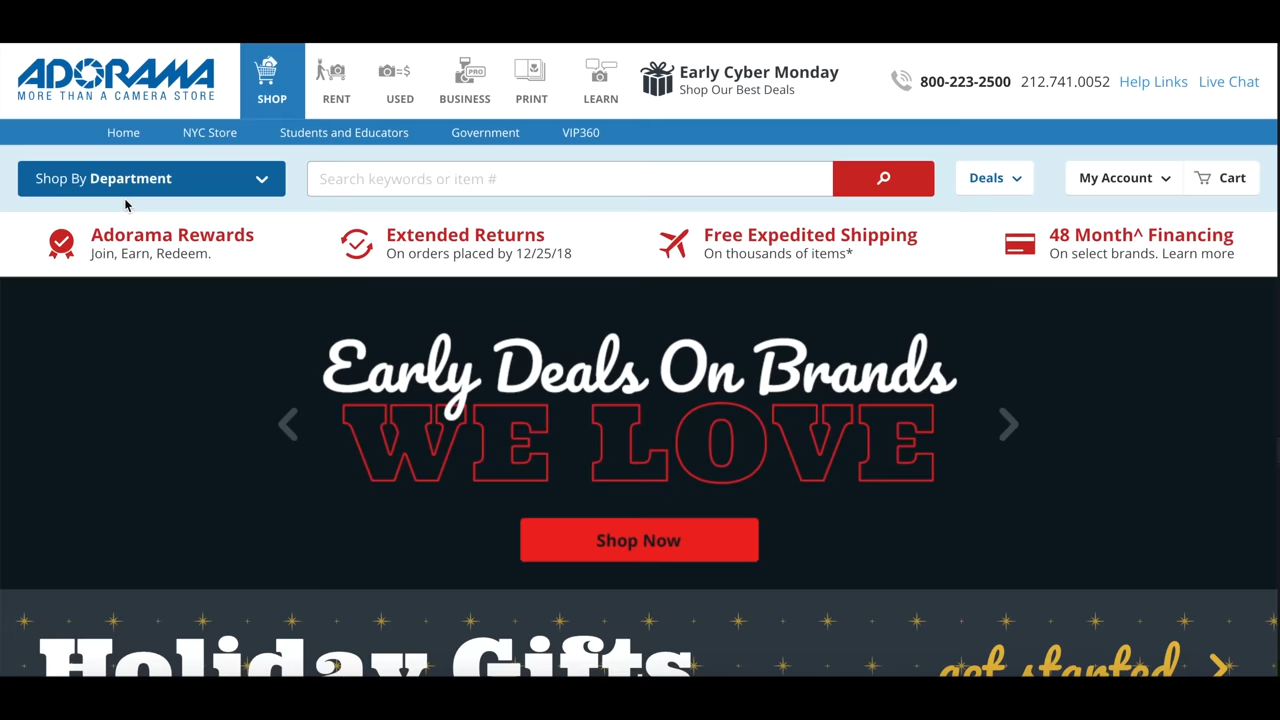 ADORAMA
MORE THAN A CAMERA STORE
SHOP
RENT
=$
USED
PRO
BUSINESS
PRINT
LEARN
Early Cyber Monday
Shop Our Best Deals
800-223-2500 212.741.0052 Help Links Live Chat
Home NYC Store Students and Educators Government VIP360
Shop By Department
Search keywords or item #
Deals
My Account
Cart
Adorama Rewards
Join, Earn, Redeem.
Extended Returns
On orders placed by 12/25/18
Free Expedited Shipping
On thousands of items*
48 Month^ Financing
On select brands. Learn more
Early Deals On Brands
WE LOVE
Shop Now
Holiday Gifts
get started